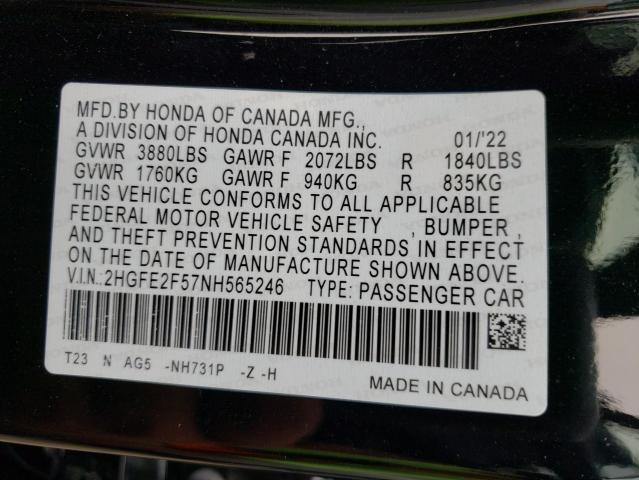 MFD.BY HONDA OF CANADA MFG.,
A DIVISION OF HONDA CANADA INC. 01/'22
GVWR 3880LBS GAWR F 2072LBS R 1840LBS
GVWR 1760KG GAWR F 940KG R 835KG
THIS VEHICLE CONFORMS TO ALL APPLICABLE
FEDERAL MOTOR VEHICLE SAFETY , BUMPER ,
AND THEFT PREVENTION STANDARDS IN EFFECT
ON THE DATE OF MANUFACTURE SHOWN ABOVE.
V.I.N.:2HGFE2F57NH565246 TYPE: PASSENGER CAR
T23 N AG5 -NH731P -Z -H
MADE IN CANADA